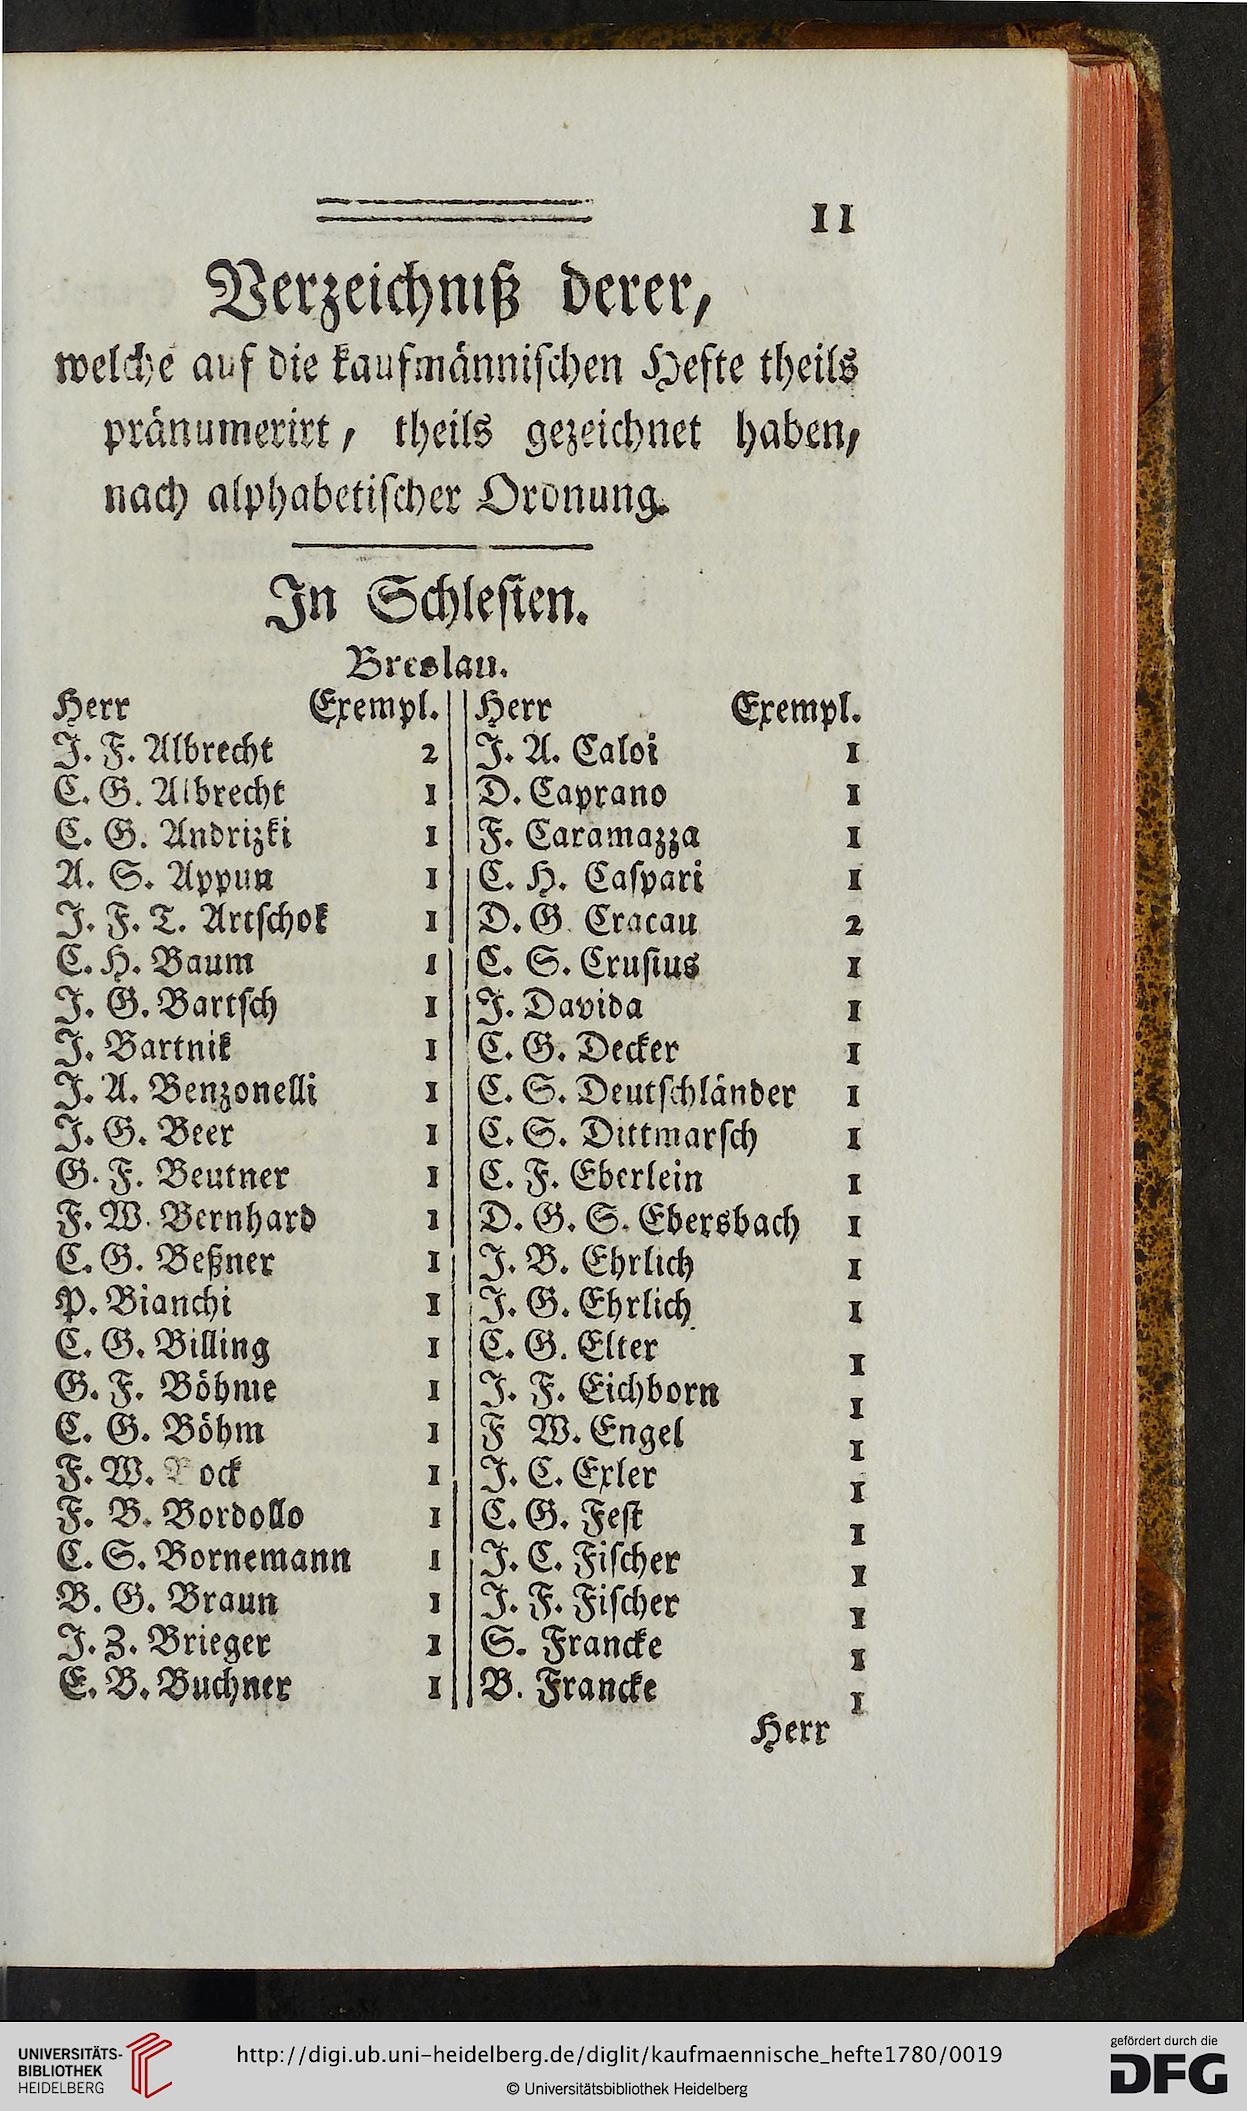 11
Verzeichniß derer,
welche auf die kaufmännischen Hefte theils
pränumerirt, theils gezeichnet haben,
nach alphabetischer Ordnung.
In Schlesien.
Breslau.
Herr Exempl.
J. F. Albrecht 2
C. G. Albrecht 1
C. G. Andrizki 1
A. S. Appun 1
J. F. T. Artschok 1
C. H. Baum 1
J. G. Bartsch 1
J. Bartnik 1
J. A. Benzonelli 1
J. G. Beer 1
G. F. Beutner 1
F. W. Bernhard 1
C. G. Beßner 1
P. Bianchi 1
C. G. Billing 1
G. F. Böhme 1
C. G. Böhm 1
F. W. Bock 1
F. B. Bordollo 1
C. S. Bornemann 1
B. G. Braun 1
J. Z. Brieger 1
E. B. Buchner 1
Herr Exempl.
J. A. Caloi 1
D. Caprano 1
F. Caramazza 1
C. H. Caspari 1
D. G. Cracau 2
C. S. Crusius 1
J. Davida 1
C. G. Decker 1
C. S. Deutschländer 1
C. S. Dittmarsch 1
C. F. Eberlein 1
D. G. S. Ebersbach 1
J. B. Ehrlich 1
J. G. Ehrlich 1
C. G. Elter 1
J. F. Eichborn 1
F W. Engel 1
J. C. Exler 1
C. G. Fest 1
J. C. Fischer 1
J. F. Fischer 1
S. Francke 1
B. Francke 1
Herr
UNIVERSITÄTS-
BIBLIOTHEK
HEIDELBERG
http://digi.ub.uni-heidelberg.de/diglit/kaufmaennische_hefte1780/0019
© Universitätsbibliothek Heidelberg
gefördert durch die
DFG